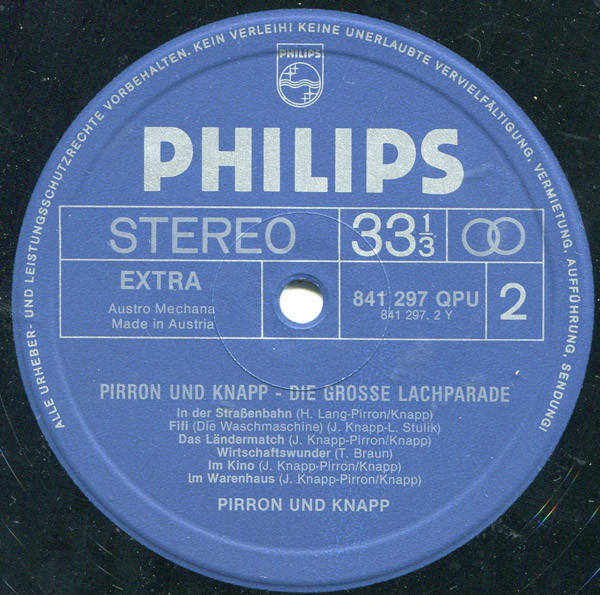 ALLE URHEBER- UND LEISTUNGSSCHUTZRECHTE VORBEHALTEN. KEIN VERLEIH! KEINE UNERLAUBTE VERVIELFÄLTIGUNG, VERMIETUNG, AUFFÜHRUNG, SENDUNG!
PHILIPS
PHILIPS
STEREO 33 1/3
EXTRA
Austro Mechana
Made in Austria
841 297 QPU
841 297. 2 Y
2
PIRRON UND KNAPP - DIE GROSSE LACHPARADE
In der Straßenbahn (H. Lang-Pirron/Knapp)
Fifi (Die Waschmaschine) (J. Knapp-L. Stulik)
Das Ländermatch (J. Knapp-Pirron/Knapp)
Wirtschaftswunder (T. Braun)
Im Kino (J. Knapp-Pirron/Knapp)
Im Warenhaus (J. Knapp-Pirron/Knapp)
PIRRON UND KNAPP